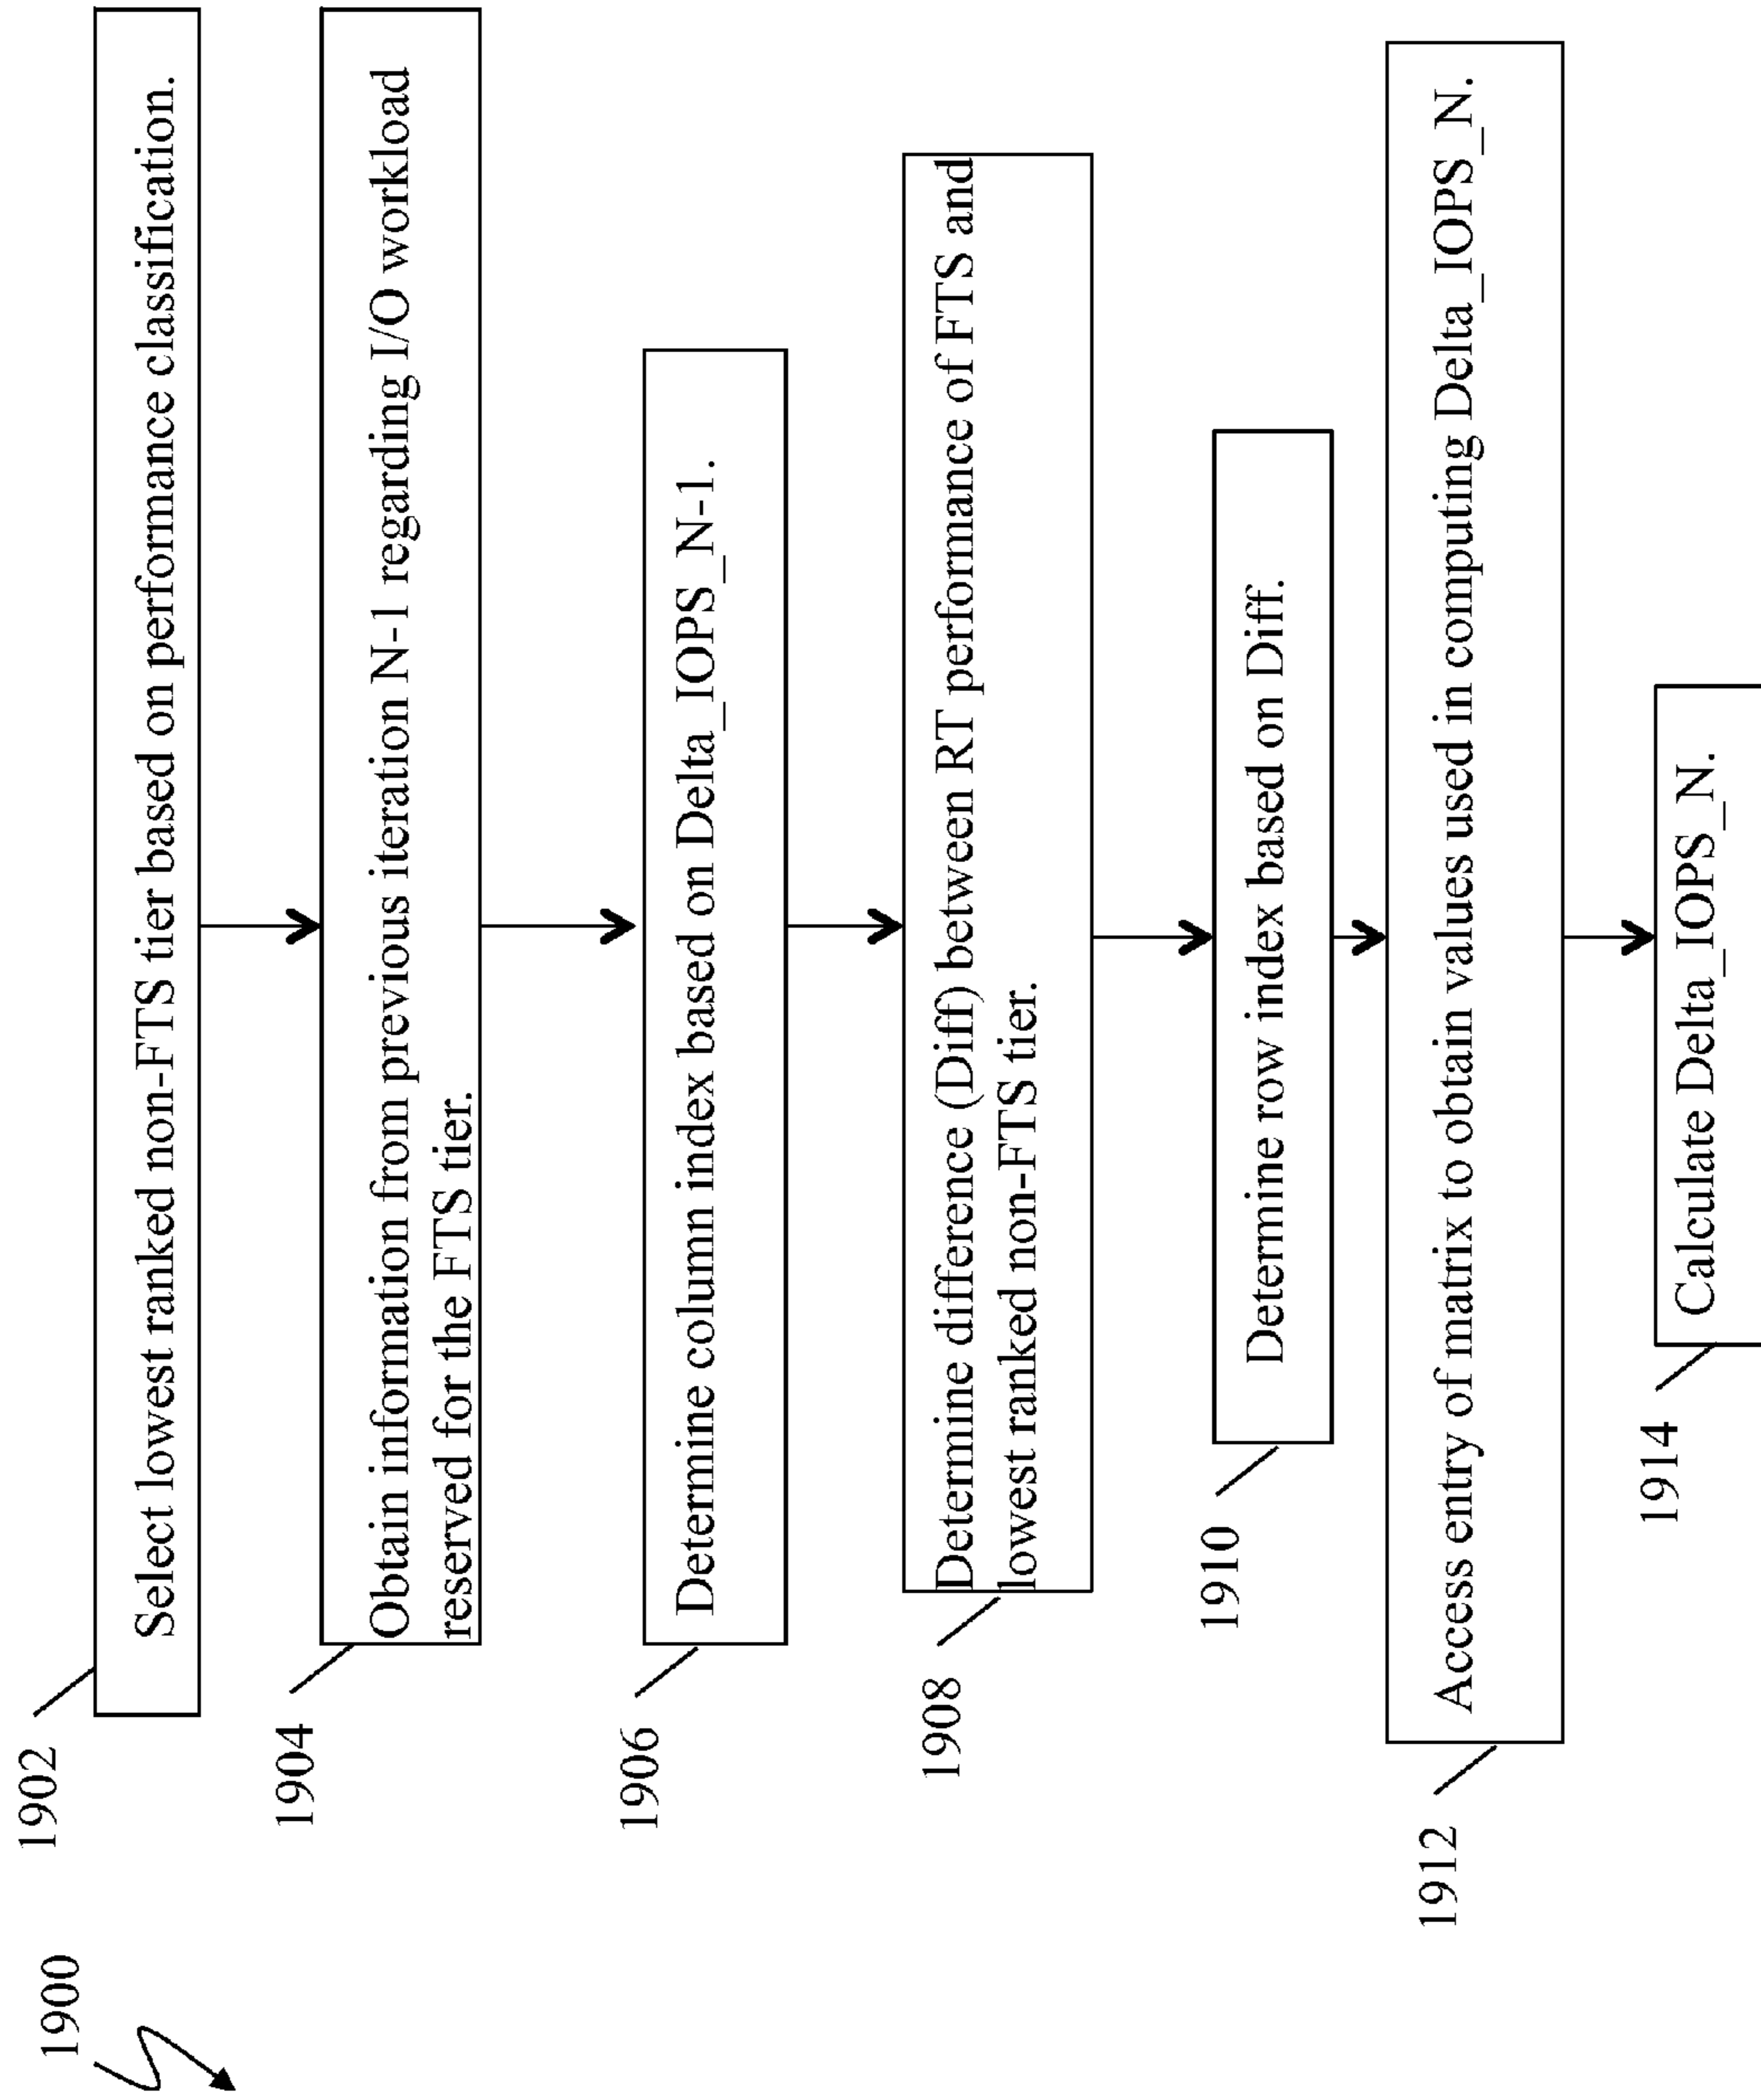 1900
1902
Select lowest ranked non-FTS tier based on performance classification.
1904
Obtain information from previous iteration N-1 regarding I/O workload
reserved for the FTS tier.
1906
Determine column index based on Delta_IOPS_N-1.
1908
Determine difference (Diff) between RT performance of FTS and
lowest ranked non-FTS tier.
1910
Determine row index based on Diff.
1912
Access entry of matrix to obtain values used in computing Delta_IOPS_N.
1914
Calculate Delta_IOPS_N.